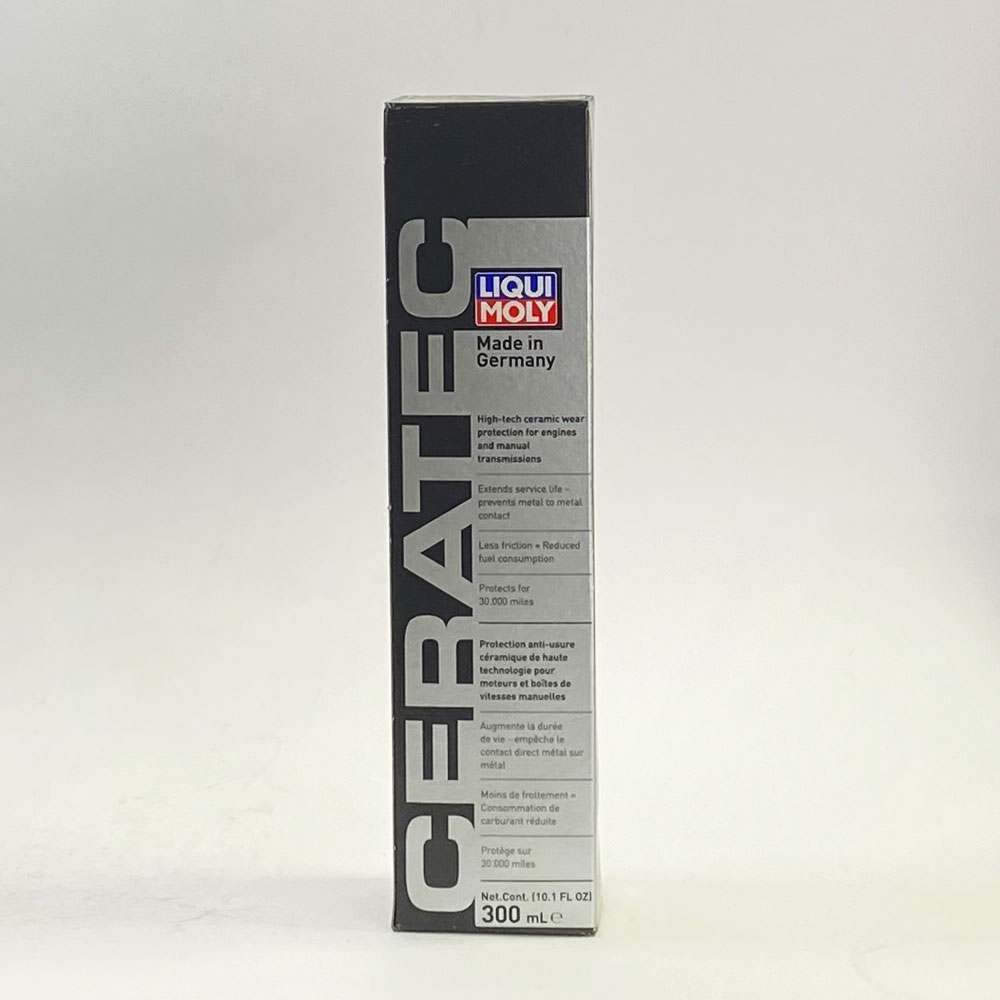 CERATEC
LIQUI
MOLY
Made in
Germany
High-tech ceramic wear
protection for engines
and manual
transmissions
Extends service life -
prevents metal to metal
contact
Less friction = Reduced
fuel consumption
Protects for
30.000 miles
Protection anti-usure
céramique de haute
technologie pour
moteurs et boîtes de
vitesses manuelles
Augmente la durée
de vie - empêche le
contact direct métal sur
métal
Moins de frottement =
Consommation de
carburant réduite
Protège sur
30.000 miles
Net.Cont. (10.1 FL OZ)
300 mL ℮